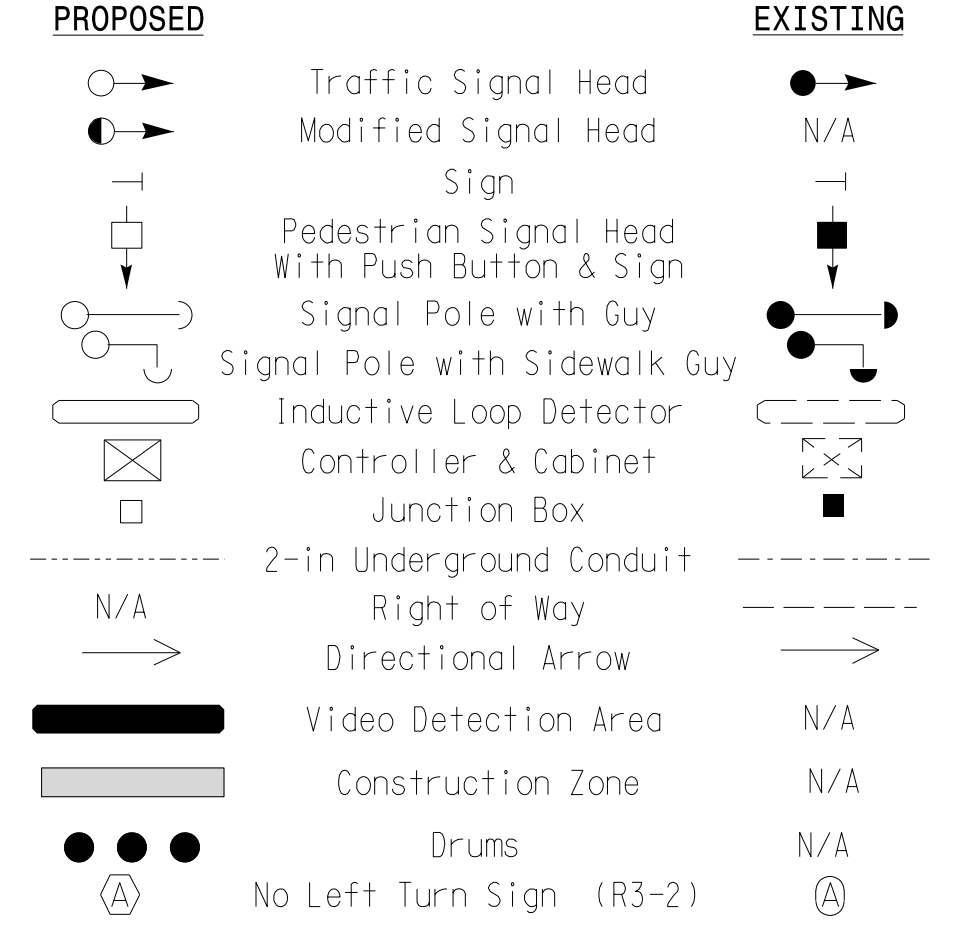 PROPOSED EXISTING
Traffic Signal Head
Modified Signal Head N/A
Sign
Pedestrian Signal Head
With Push Button & Sign
Signal Pole with Guy
Signal Pole with Sidewalk Guy
Inductive Loop Detector
Controller & Cabinet
Junction Box
2-in Underground Conduit
N/A Right of Way
Directional Arrow
Video Detection Area N/A
Construction Zone N/A
Drums N/A
A No Left Turn Sign (R3-2) A